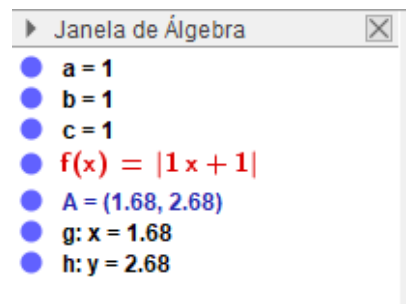 Janela de Álgebra
a = 1
b = 1
c = 1
f(x) = |1 x + 1|
A = (1.68, 2.68)
g: x = 1.68
h: y = 2.68